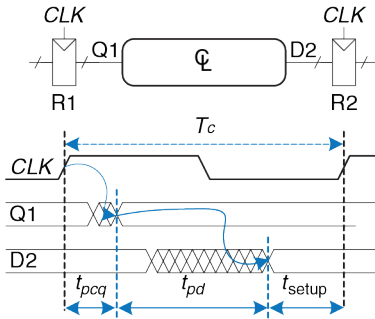 CLK CLK
Q1 CL D2
R1 R2
Tc
CLK
Q1
D2
tpcq tpd tsetup